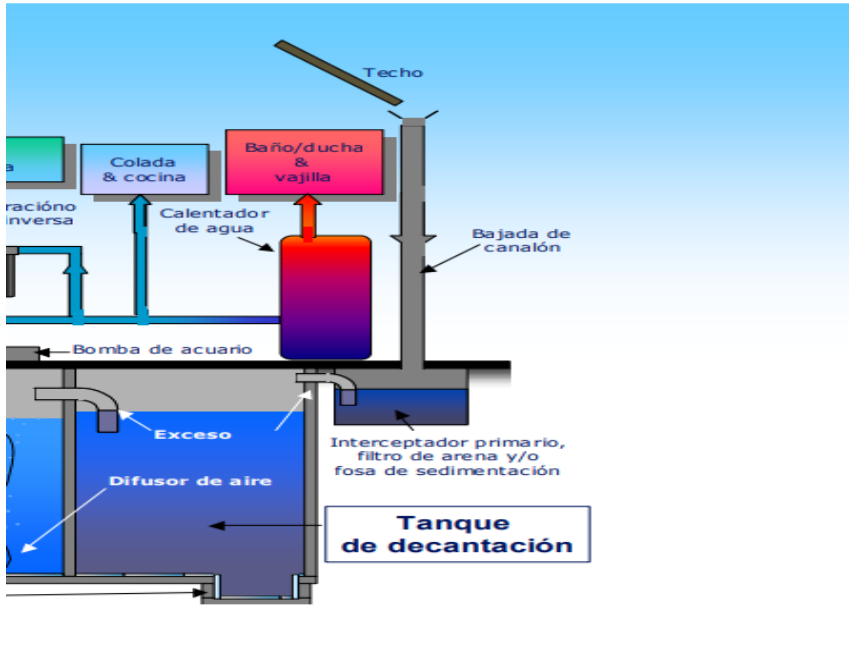 Techo
Baño/ducha
&
vajilla
Colada
& cocina
a
racióno
inversa
Calentador
de agua
Bajada de
canalón
Bomba de acuario
Exceso
Interceptador primario,
filtro de arena y/o
fosa de sedimentación
Difusor de aire
Tanque
de decantación